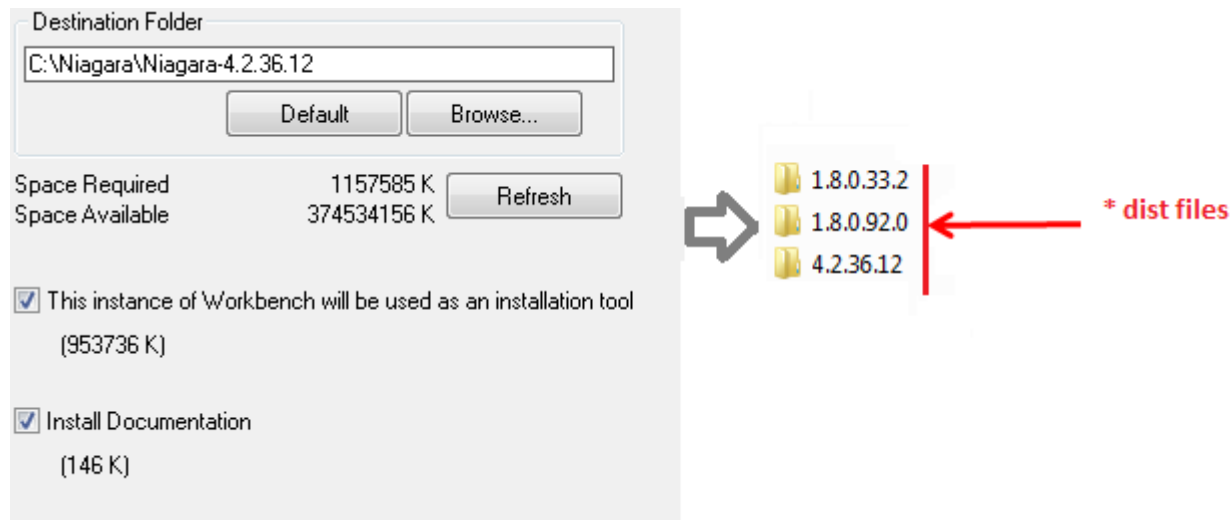 Destination Folder
C:\Niagara\Niagara-4.2.36.12
Default Browse...
Space Required 1157585 K
Space Available 374534156 K
Refresh
This instance of Workbench will be used as an installation tool
(953736 K)
Install Documentation
(146 K)
1.8.0.33.2
1.8.0.92.0
4.2.36.12
* dist files